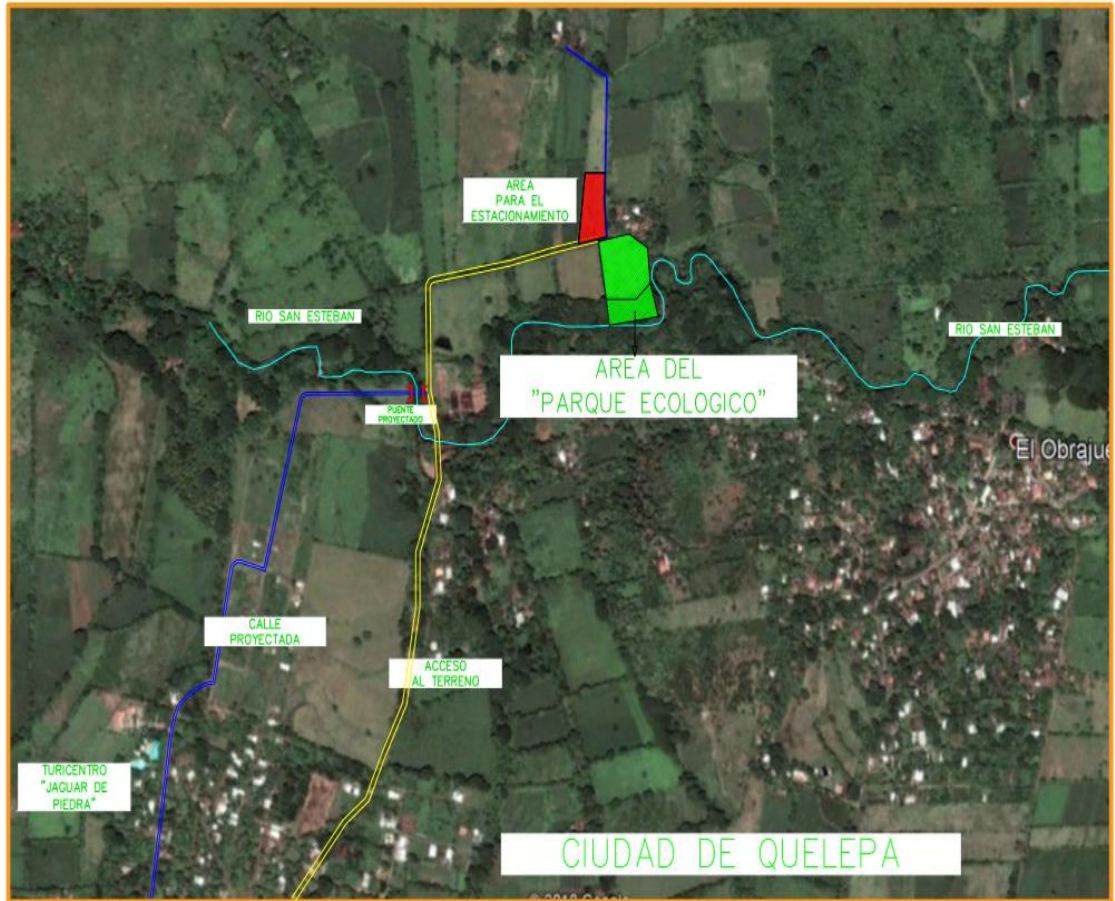 AREA
PARA EL
ESTACIONAMIENTO
RIO SAN ESTEBAN
RIO SAN ESTEBAN
AREA DEL
"PARQUE ECOLOGICO"
PUENTE
PROYECTADO
El Obraju
CALLE
PROYECTADA
ACCESO
AL TERRENO
TURICENTRO
"JAGUAR DE
PIEDRA"
CIUDAD DE QUELEPA